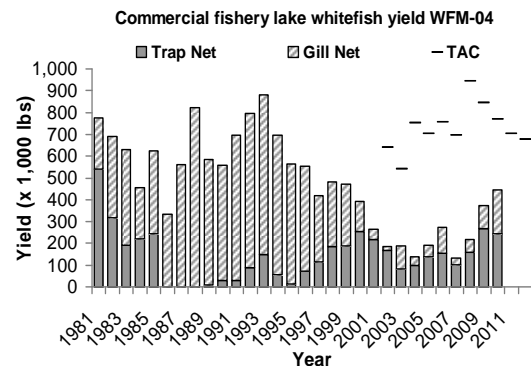 Commercial fishery lake whitefish yield WFM-04
Trap Net Gill Net TAC
1,000
900
800
700
600
500
400
300
200
100
0
Yield (x 1,000 lbs)
1981 1983 1985 1987 1989 1991 1993 1995 1997 1999 2001 2003 2005 2007 2009 2011
Year